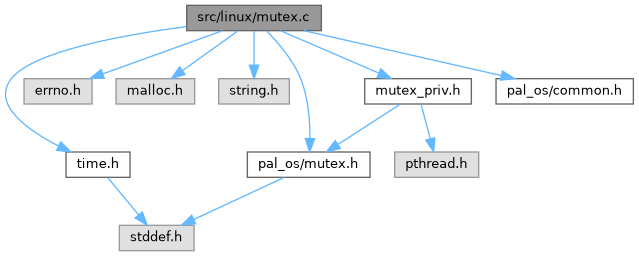 src/linux/mutex.c
errno.h
malloc.h
string.h
mutex_priv.h
pal_os/common.h
time.h
pal_os/mutex.h
pthread.h
stddef.h